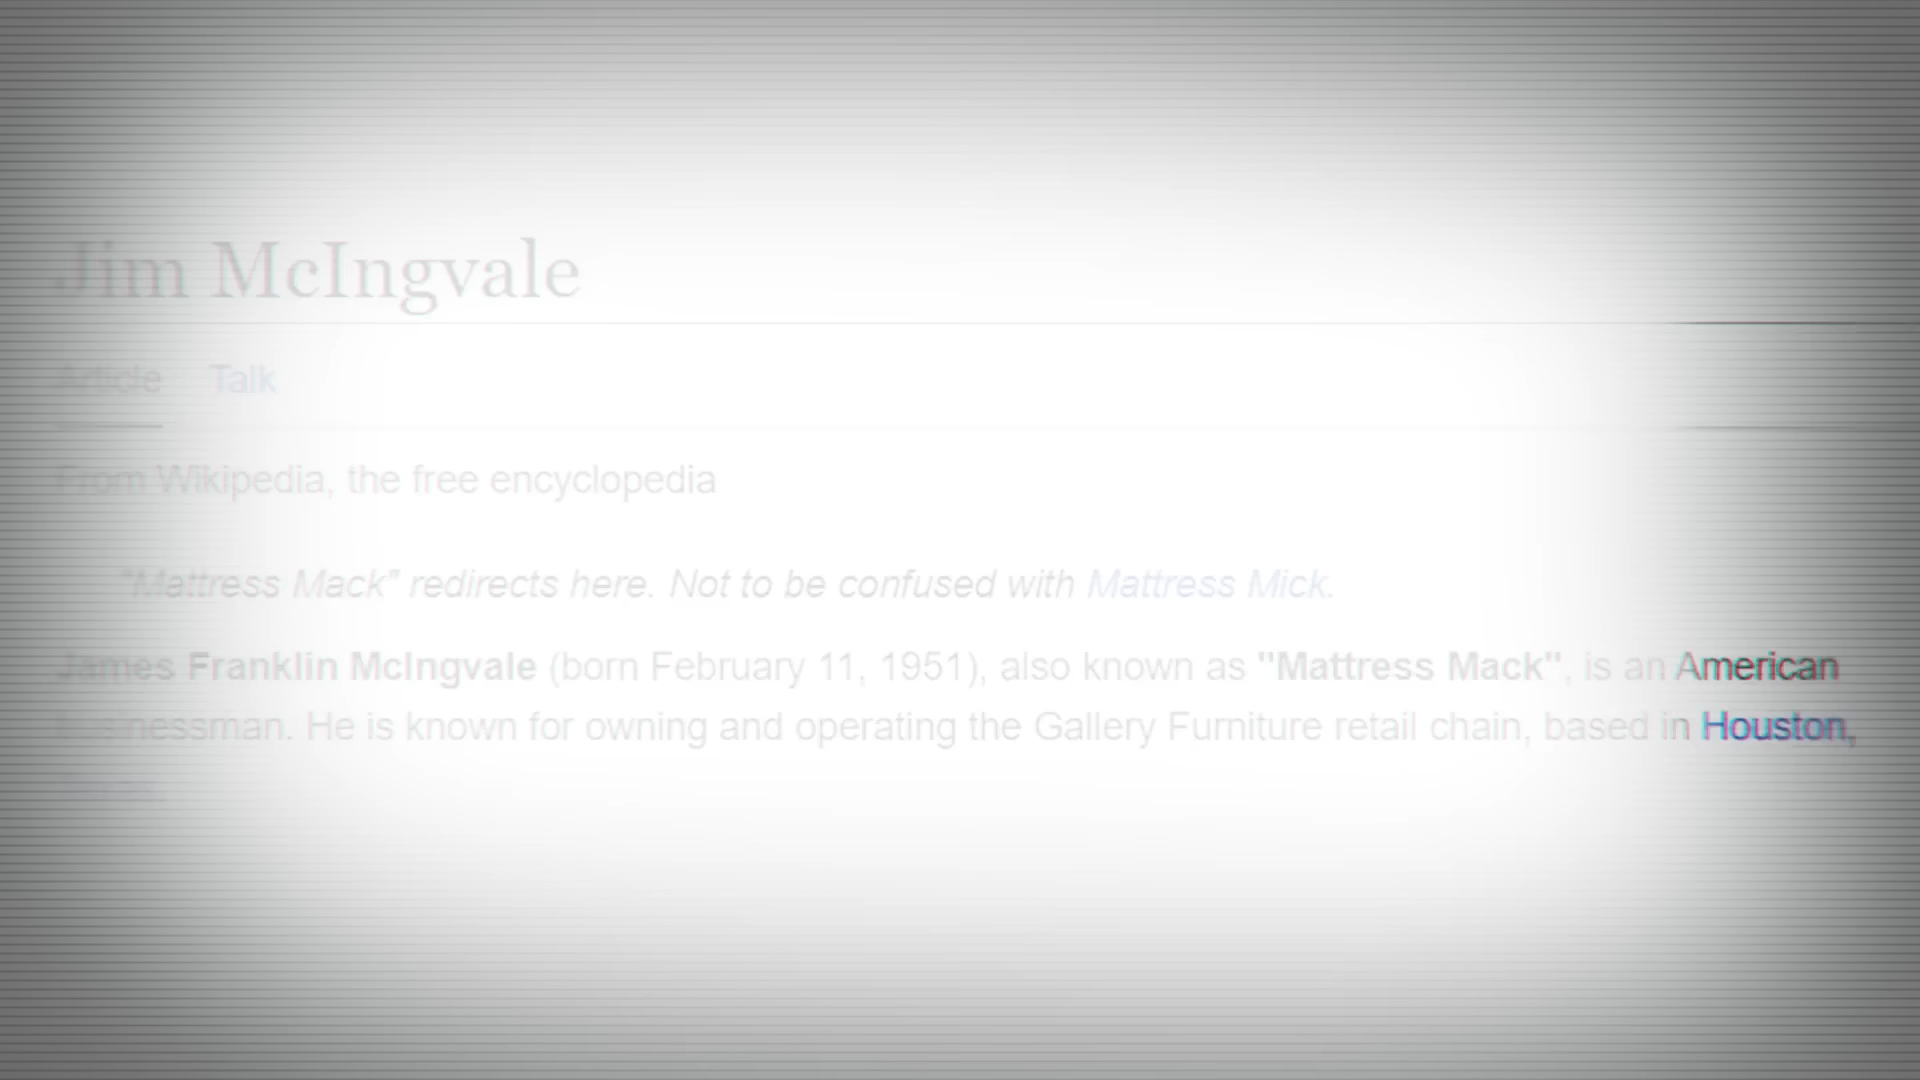 Jim McIngvale
Article Talk
From Wikipedia, the free encyclopedia
"Mattress Mack" redirects here. Not to be confused with Mattress Mick.
James Franklin McIngvale (born February 11, 1951), also known as "Mattress Mack", is an American
businessman. He is known for owning and operating the Gallery Furniture retail chain, based in Houston,